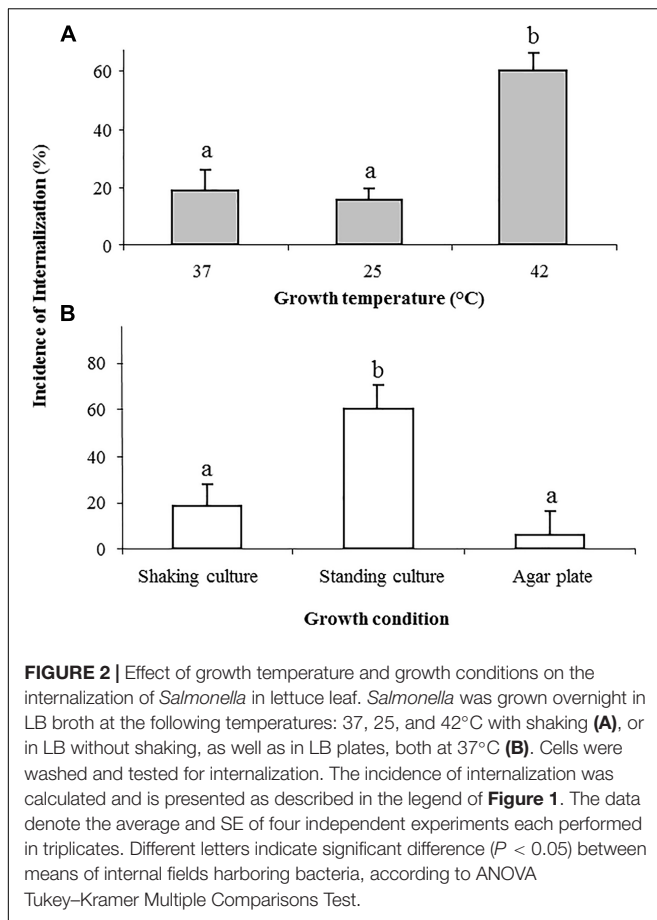 A
Incidence of Internalization (%)
60
40
20
0
a
a
b
37
25
42
Growth temperature (°C)
B
80
60
40
20
0
a
b
a
Shaking culture
Standing culture
Agar plate
Growth condition
FIGURE 2 | Effect of growth temperature and growth conditions on the
internalization of Salmonella in lettuce leaf. Salmonella was grown overnight in
LB broth at the following temperatures: 37, 25, and 42°C with shaking (A), or
in LB without shaking, as well as in LB plates, both at 37°C (B). Cells were
washed and tested for internalization. The incidence of internalization was
calculated and is presented as described in the legend of Figure 1. The data
denote the average and SE of four independent experiments each performed
in triplicates. Different letters indicate significant difference (P < 0.05) between
means of internal fields harboring bacteria, according to ANOVA
Tukey–Kramer Multiple Comparisons Test.